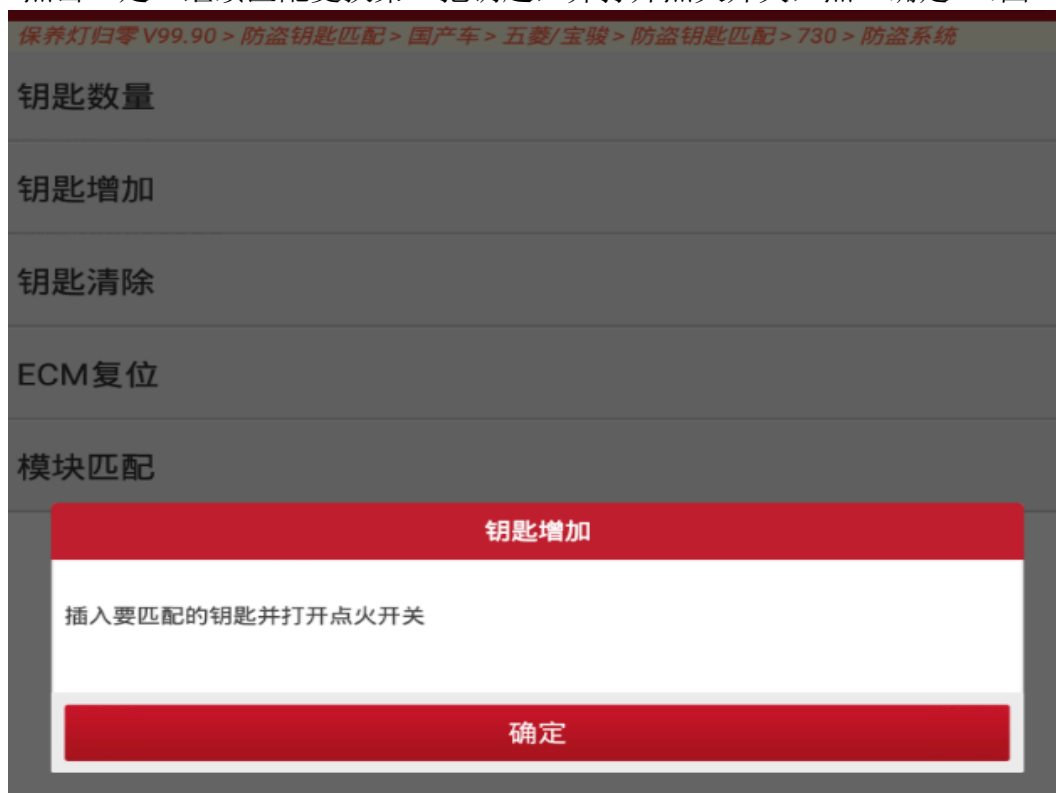 保养灯归零 V99.90 > 防盗钥匙匹配 > 国产车 > 五菱/宝骏 > 防盗钥匙匹配 > 730 > 防盗系统
钥匙数量
钥匙增加
钥匙清除
ECM复位
模块匹配
钥匙增加
插入要匹配的钥匙并打开点火开关
确定